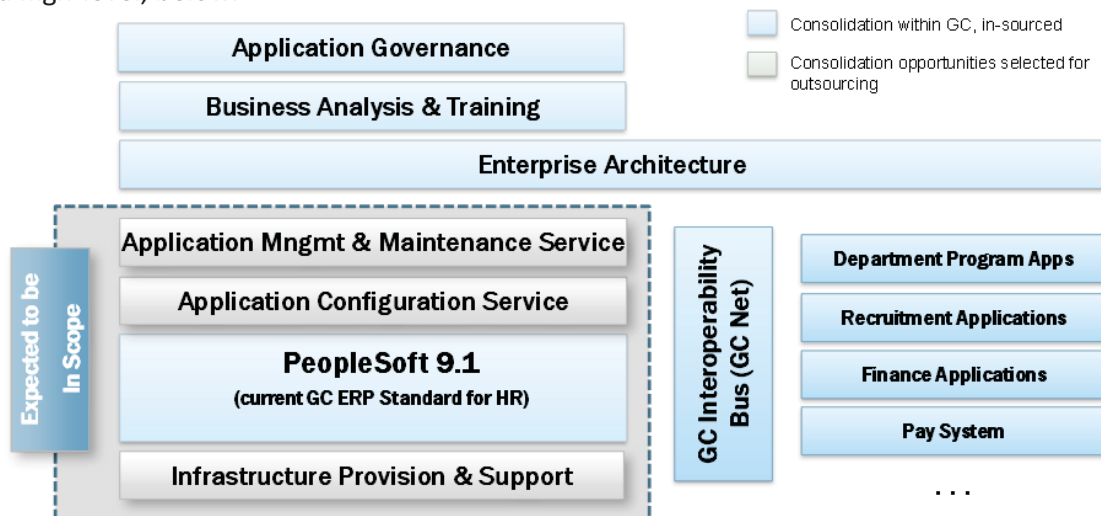 Consolidation within GC, in-sourced
Consolidation opportunities selected for
outsourcing
Application Governance
Business Analysis & Training
Enterprise Architecture
Expected to be
In Scope
Application Mngmt & Maintenance Service
Application Configuration Service
PeopleSoft 9.1
(current GC ERP Standard for HR)
Infrastructure Provision & Support
GC Interoperability
Bus (GC Net)
Department Program Apps
Recruitment Applications
Finance Applications
Pay System
. . .